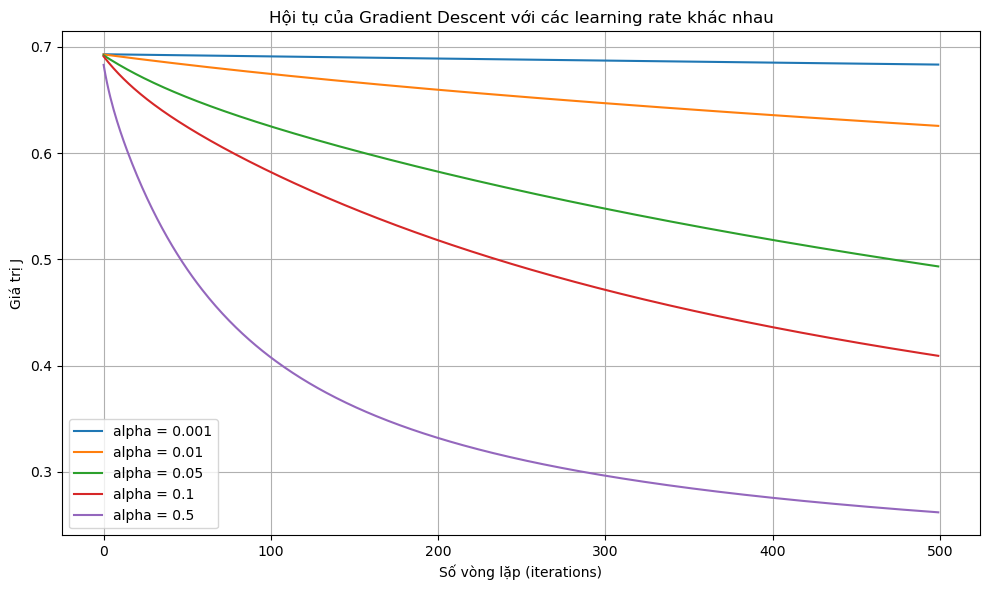 Hội tụ của Gradient Descent với các learning rate khác nhau
0.7
0.6
0.5
0.4
0.3
Giá trị J
alpha = 0.001
alpha = 0.01
alpha = 0.05
alpha = 0.1
alpha = 0.5
0
100
200
300
400
500
Số vòng lặp (iterations)